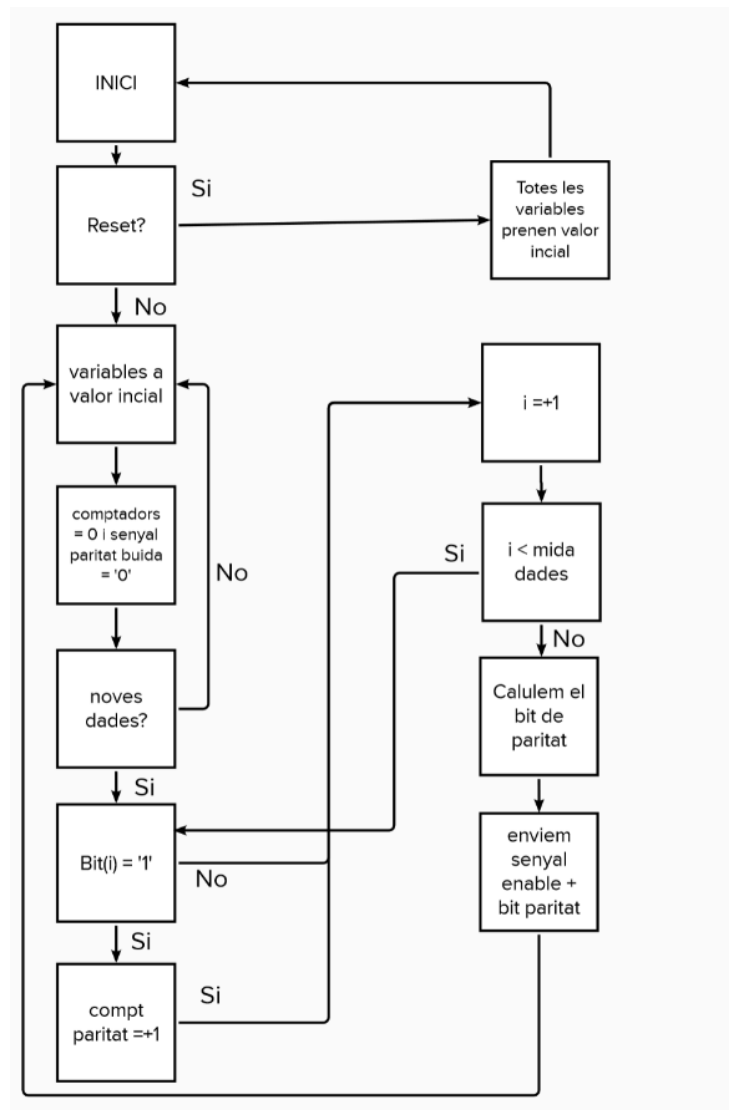 INICI
Reset?
Si
Totes les
variables
prenen valor
incial
No
variables a
valor incial
comptadors
= 0 i senyal
paritat buida
= '0'
No
noves
dades?
Si
Bit(i) = '1'
No
Si
compt
paritat =+1
Si
i =+1
i < mida
dades
Si
No
Calulem el
bit de
paritat
enviem
senyal
enable +
bit paritat